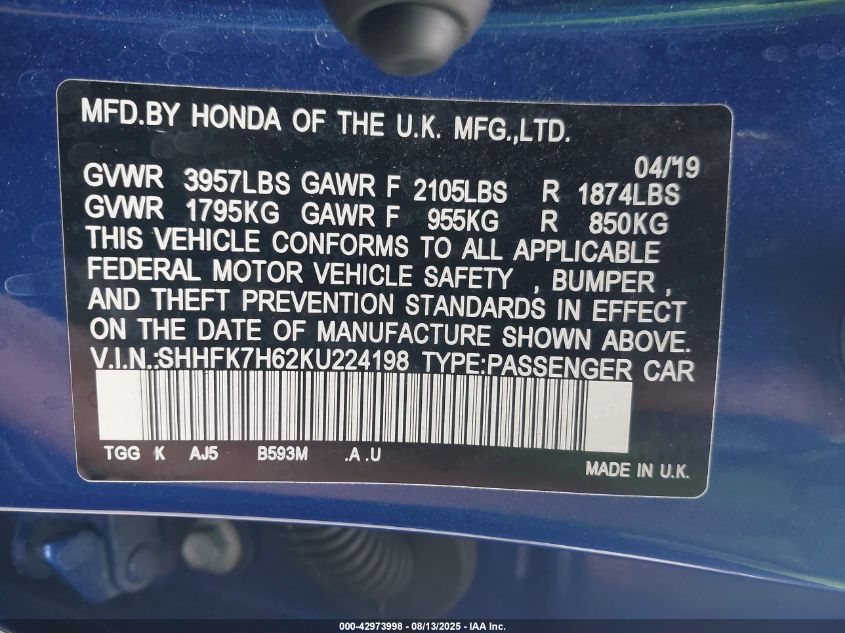 MFD.BY HONDA OF THE U.K. MFG.,LTD.
04/19
GVWR 3957LBS GAWR F 2105LBS R 1874LBS
GVWR 1795KG GAWR F 955KG R 850KG
THIS VEHICLE CONFORMS TO ALL APPLICABLE
FEDERAL MOTOR VEHICLE SAFETY , BUMPER ,
AND THEFT PREVENTION STANDARDS IN EFFECT
ON THE DATE OF MANUFACTURE SHOWN ABOVE.
V.I.N.:SHHFK7H62KU224198 TYPE:PASSENGER CAR
TGG K AJ5 B593M .A .U
MADE IN U.K.
000-42973998 - 08/13/2025 - IAA Inc.